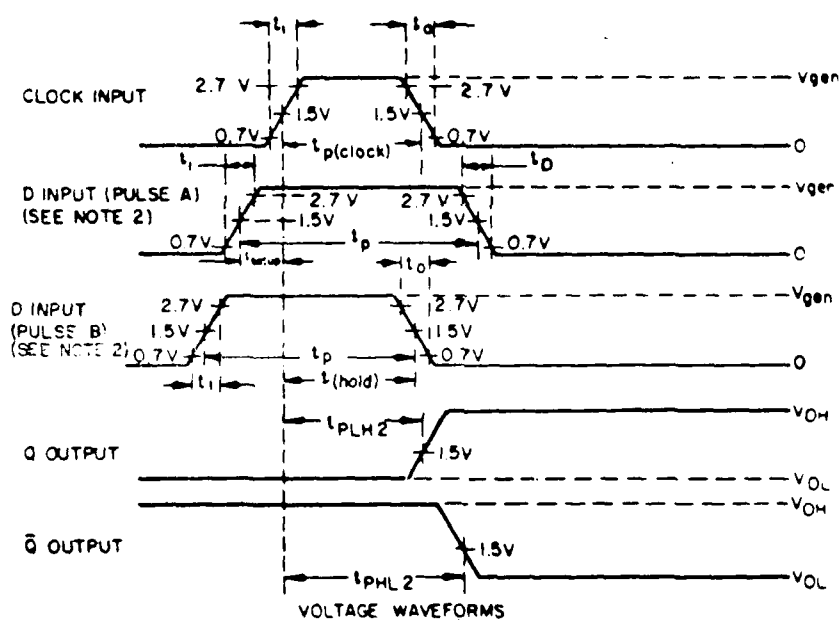 t₁ t₀
CLOCK INPUT
2.7 V 2.7 V Vgen
1.5V 1.5V
0.7V tp(clock) 0.7V 0
t₁ tD
D INPUT (PULSE A)
(SEE NOTE 2)
2.7 V 2.7V Vgen
1.5V 1.5V
0.7V tp 0.7V 0
t₀
D INPUT
(PULSE B)
(SEE NOTE 2)
2.7V 2.7V Vgen
1.5V 1.5V
0.7V tp 0.7V 0
t₁ t(hold)
tPLH2 VOH
Q OUTPUT
1.5V
VOL
VOH
Q̄ OUTPUT
1.5V
tPHL2 VOL
VOLTAGE WAVEFORMS